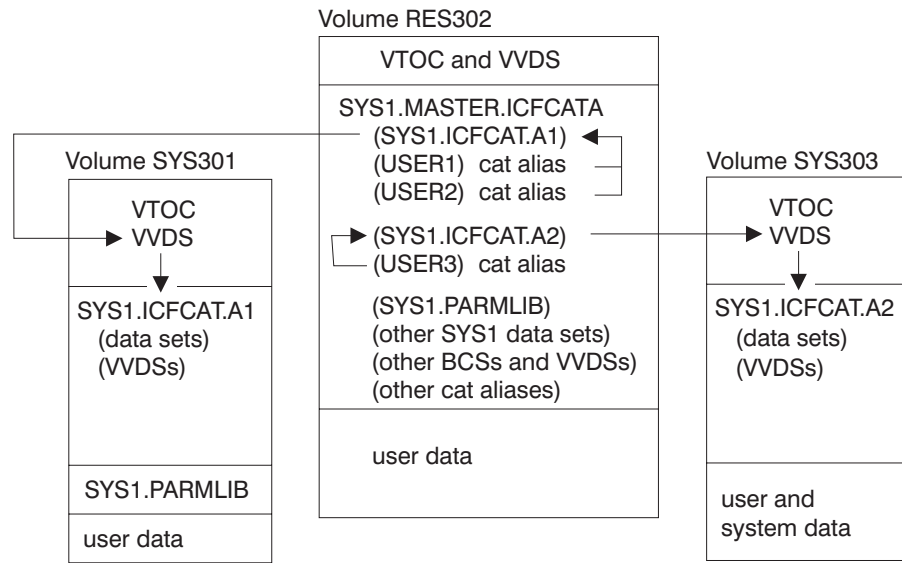 Volume RES302
VTOC and VVDS
SYS1.MASTER.ICFCATA
(SYS1.ICFCAT.A1)
(USER1) cat alias
(USER2) cat alias
(SYS1.ICFCAT.A2)
(USER3) cat alias
(SYS1.PARMLIB)
(other SYS1 data sets)
(other BCSs and VVDSs)
(other cat aliases)
user data
Volume SYS301
VTOC
VVDS
SYS1.ICFCAT.A1
(data sets)
(VVDSs)
SYS1.PARMLIB
user data
Volume SYS303
VTOC
VVDS
SYS1.ICFCAT.A2
(data sets)
(VVDSs)
user and
system data